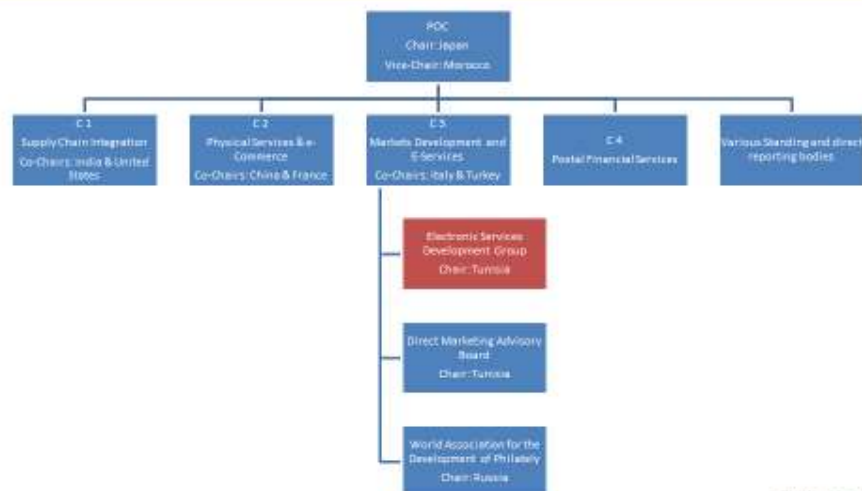 POC
Chair: Japan
Vice-Chair: Morocco
C 1
Supply Chain Integration
Co-Chairs: India & United
States
C 2
Physical Services & e-
Commerce
Co-Chairs: China & France
C 3
Markets Development and
E-Services
Co-Chairs: Italy & Turkey
C 4
Postal Financial Services
Various Standing and direct
reporting bodies
Electronic Services
Development Group
Chair: Tunisia
Direct Marketing Advisory
Board
Chair: Tunisia
World Association for the
Development of Philately
Chair: Russia